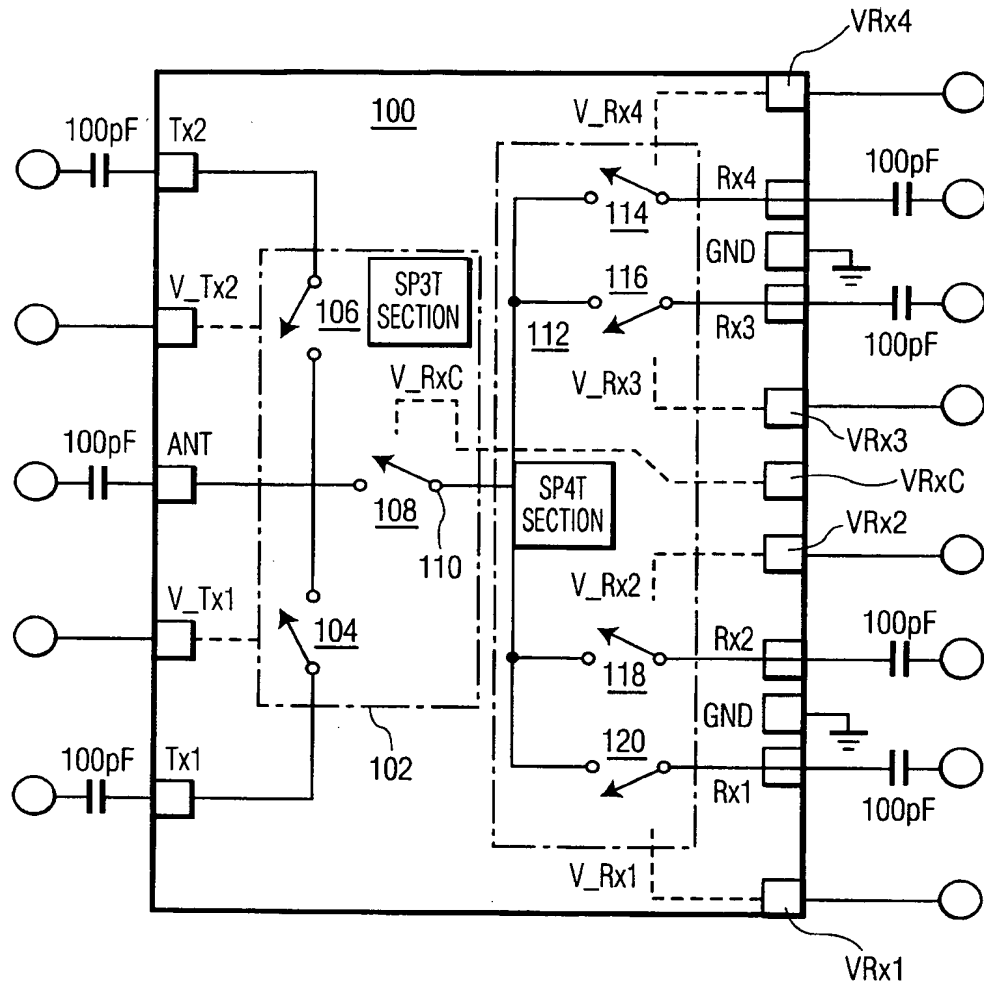 VRx4
100
V_Rx4
100pF
Tx2
100pF
Rx4
114
GND
V_Tx2
SP3T
SECTION
106
116
Rx3
100pF
112
V_RxC
V_Rx3
VRx3
100pF
ANT
VRxC
SP4T
SECTION
108
110
VRx2
V_Rx2
V_Tx1
104
Rx2
100pF
118
GND
102
120
100pF
Tx1
Rx1
100pF
V_Rx1
VRx1